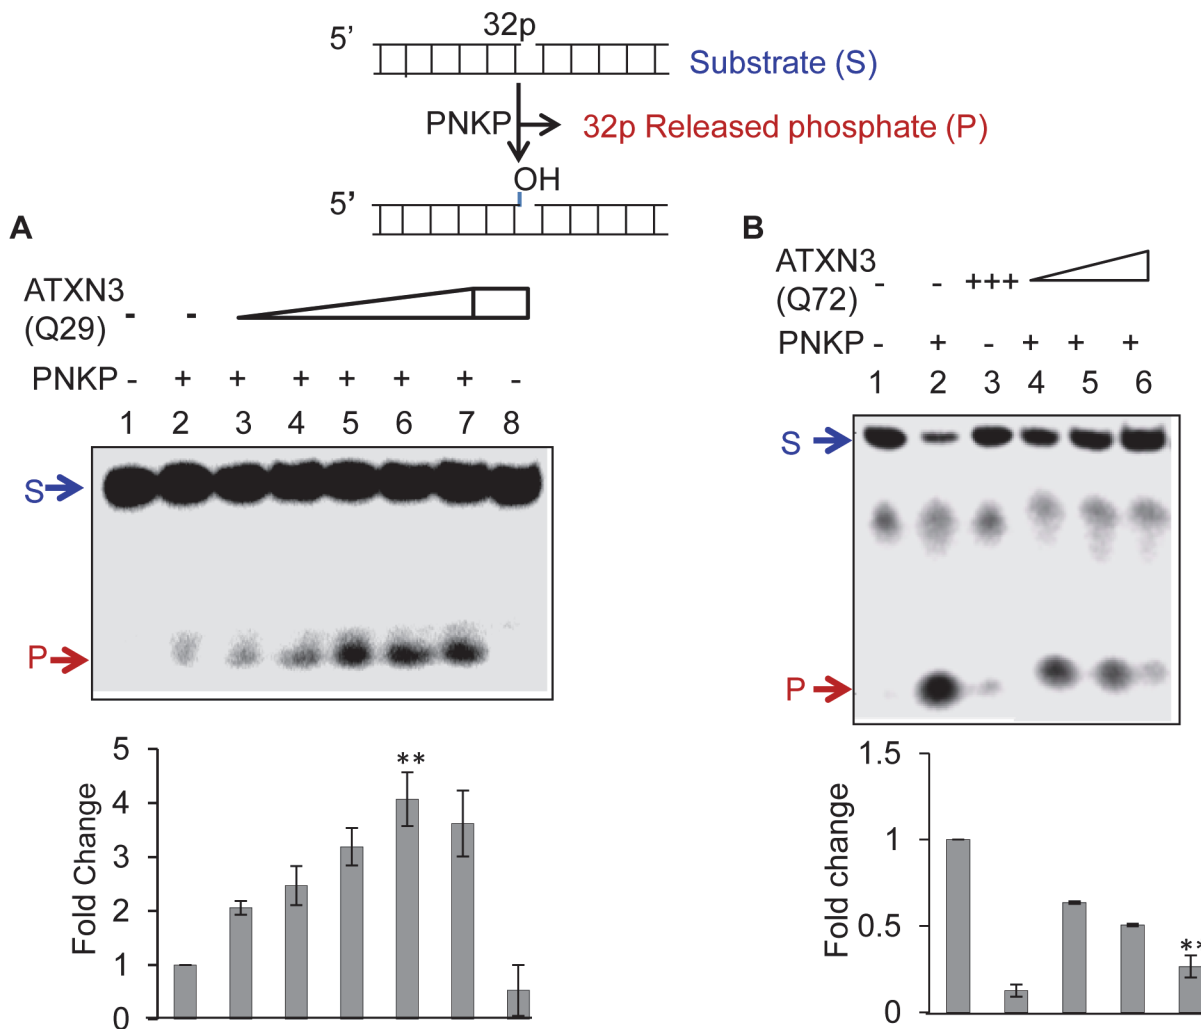 32p
5’
Substrate (S)
PNKP
32p Released phosphate (P)
OH
5’
A
ATXN3
(Q29)
- -
PNKP - + + + + + + -
1 2 3 4 5 6 7 8
S
P
5
4
3
2
1
0
Fold Change
**
B
ATXN3
(Q72)
- - +++
PNKP - + - + + +
1 2 3 4 5 6
S
P
1.5
1
0.5
0
Fold change
**